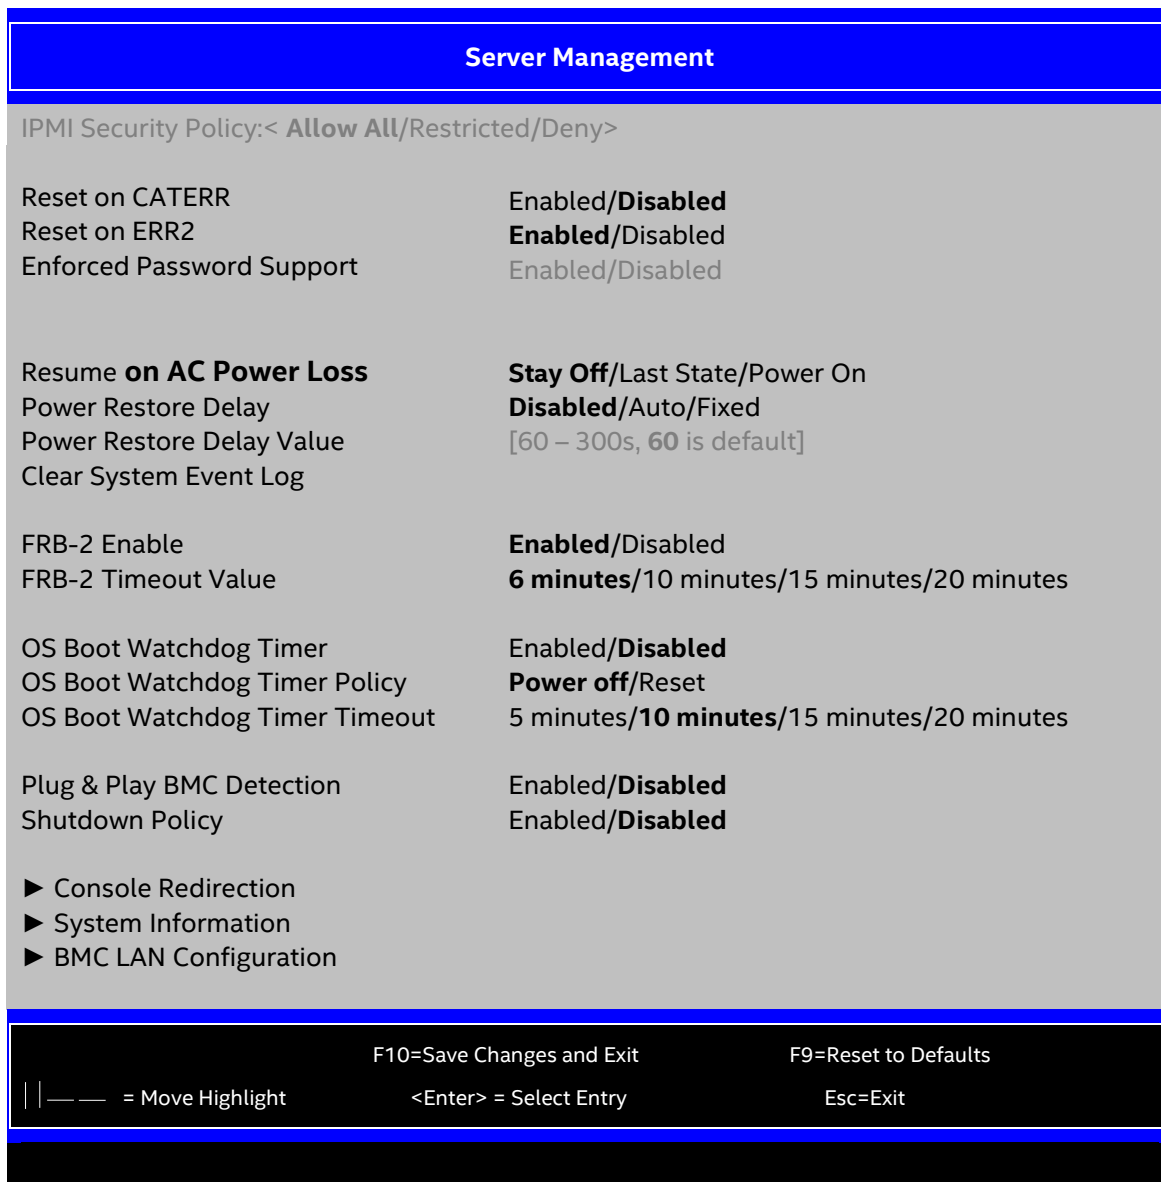 Server Management
IPMI Security Policy:< Allow All/Restricted/Deny>
Reset on CATERR Enabled/Disabled
Reset on ERR2 Enabled/Disabled
Enforced Password Support Enabled/Disabled
Resume on AC Power Loss Stay Off/Last State/Power On
Power Restore Delay Disabled/Auto/Fixed
Power Restore Delay Value [60 – 300s, 60 is default]
Clear System Event Log
FRB-2 Enable Enabled/Disabled
FRB-2 Timeout Value 6 minutes/10 minutes/15 minutes/20 minutes
OS Boot Watchdog Timer Enabled/Disabled
OS Boot Watchdog Timer Policy Power off/Reset
OS Boot Watchdog Timer Timeout 5 minutes/10 minutes/15 minutes/20 minutes
Plug & Play BMC Detection Enabled/Disabled
Shutdown Policy Enabled/Disabled
► Console Redirection
► System Information
► BMC LAN Configuration
F10=Save Changes and Exit F9=Reset to Defaults
= Move Highlight <Enter> = Select Entry Esc=Exit